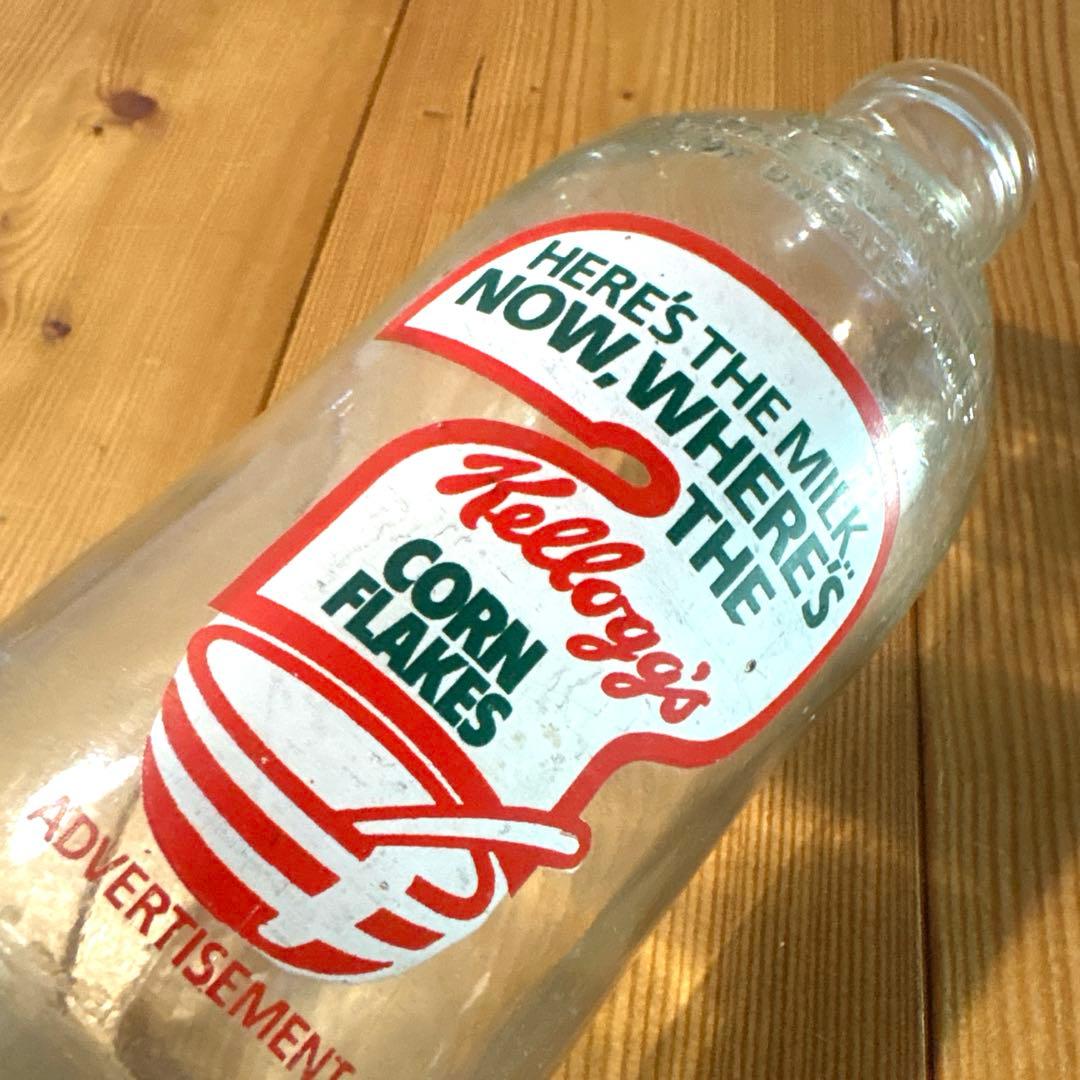 HERE'S THE MILK..
NOW, WHERE'S
THE
Kellogg's
CORN
FLAKES
ADVERTISEMENT